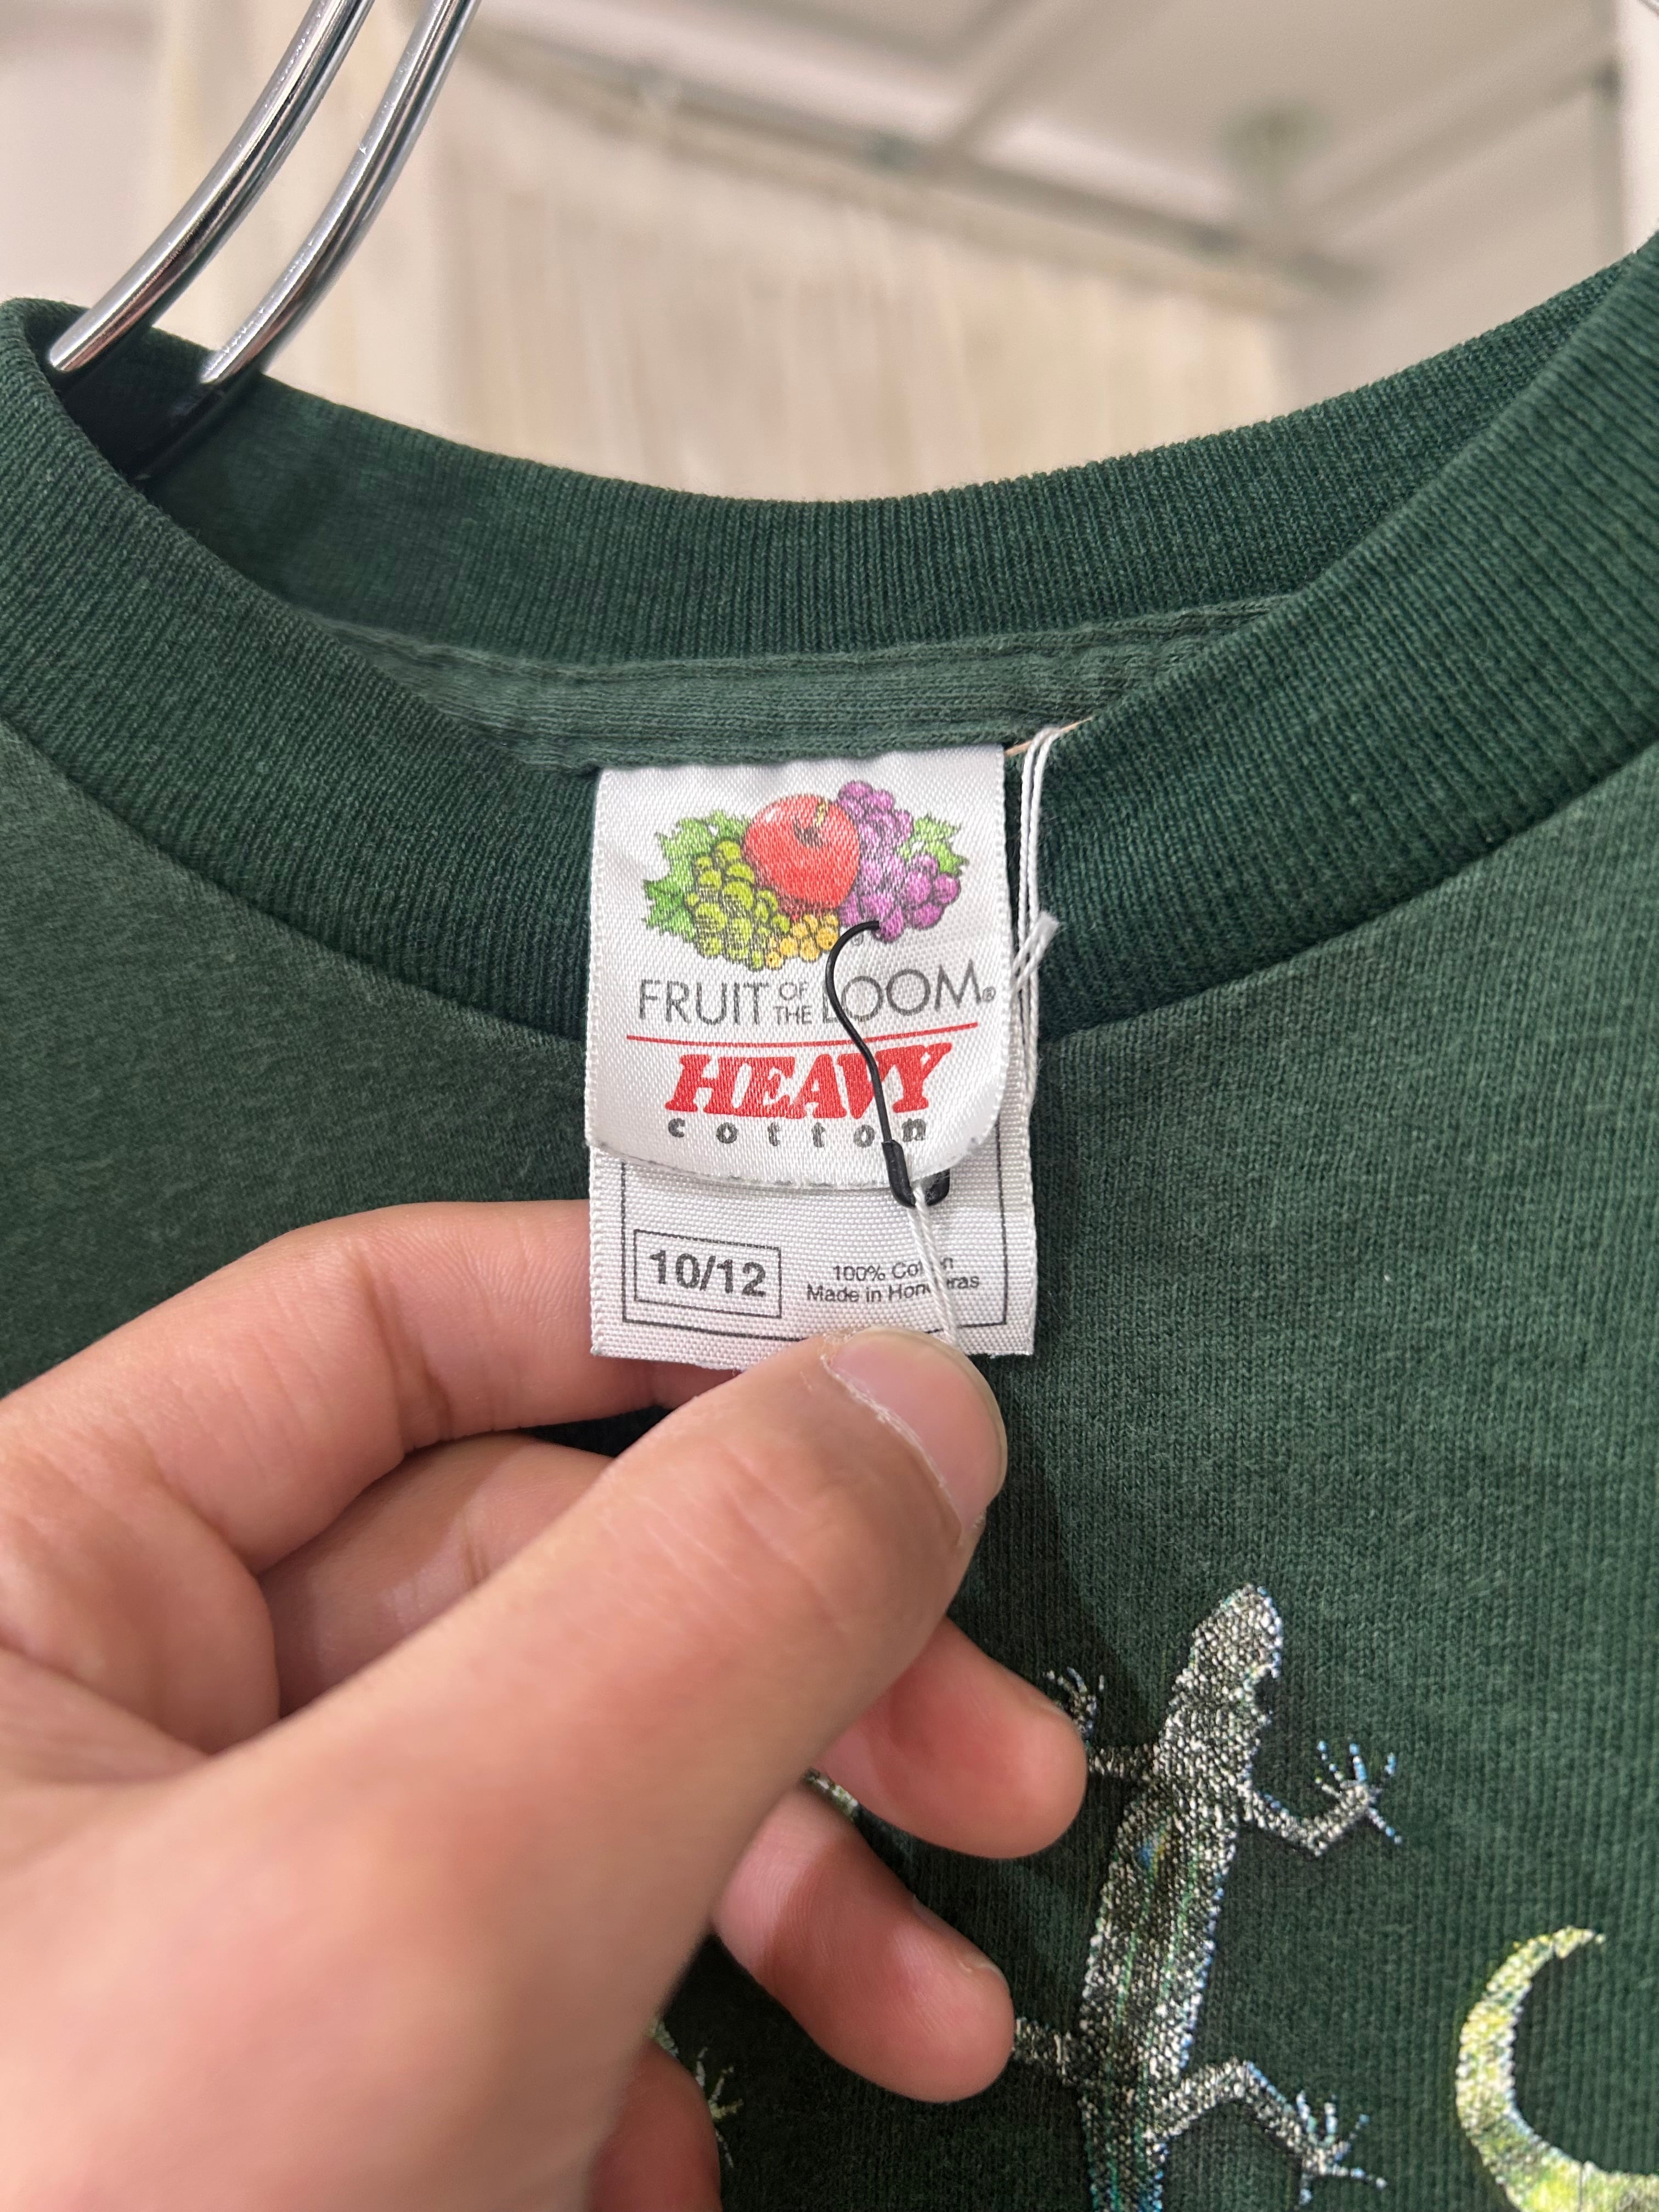 FRUIT OF THE LOOM®
HEAVY
cotton
10/12
100% Cotton
Made in Honduras